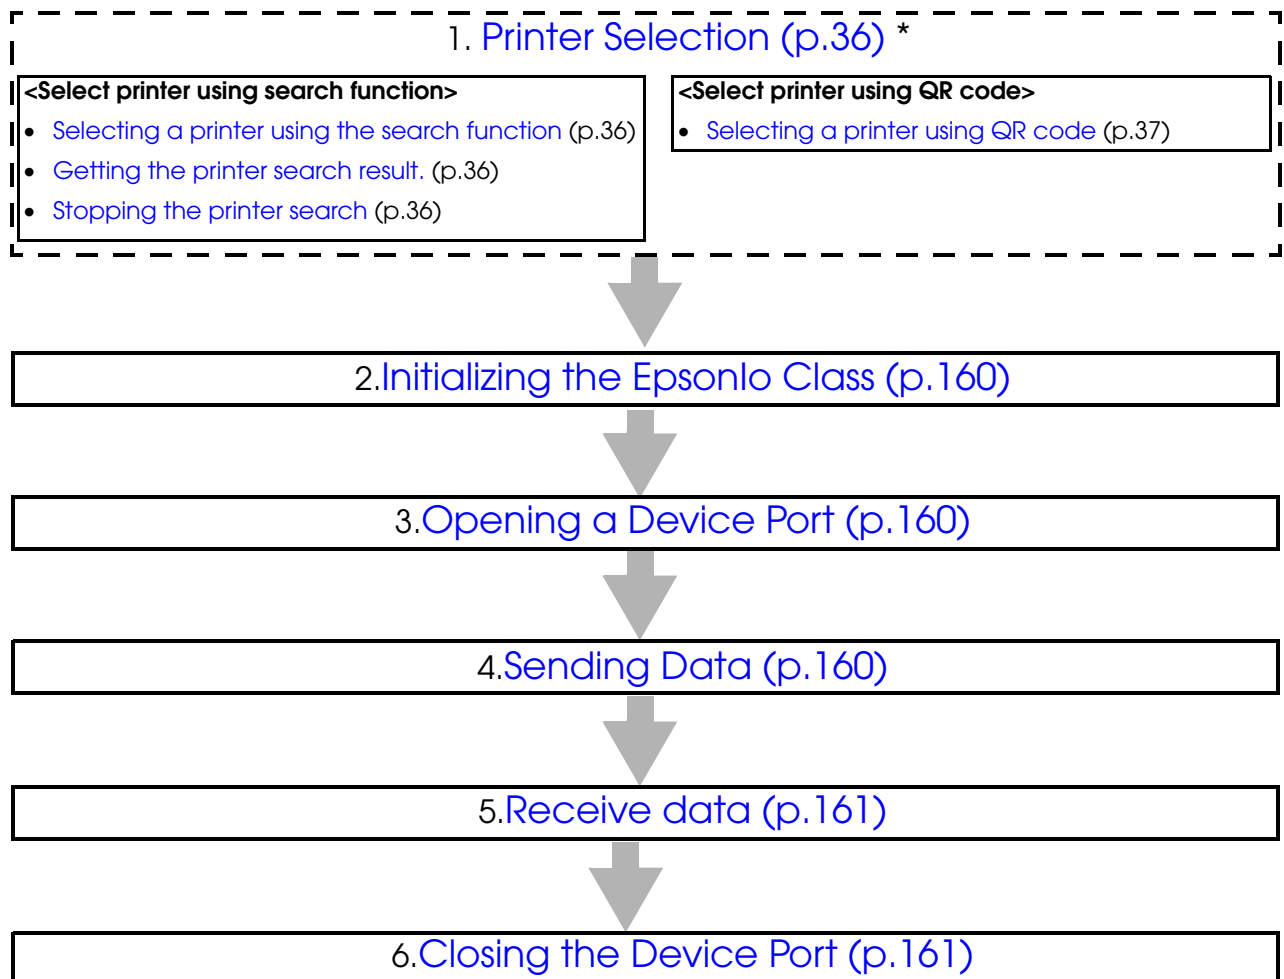 1. Printer Selection (p.36) *
<Select printer using search function>
• Selecting a printer using the search function (p.36)
• Getting the printer search result. (p.36)
• Stopping the printer search (p.36)
<Select printer using QR code>
• Selecting a printer using QR code (p.37)
2.Initializing the EpsonIo Class (p.160)
3.Opening a Device Port (p.160)
4.Sending Data (p.160)
5.Receive data (p.161)
6.Closing the Device Port (p.161)